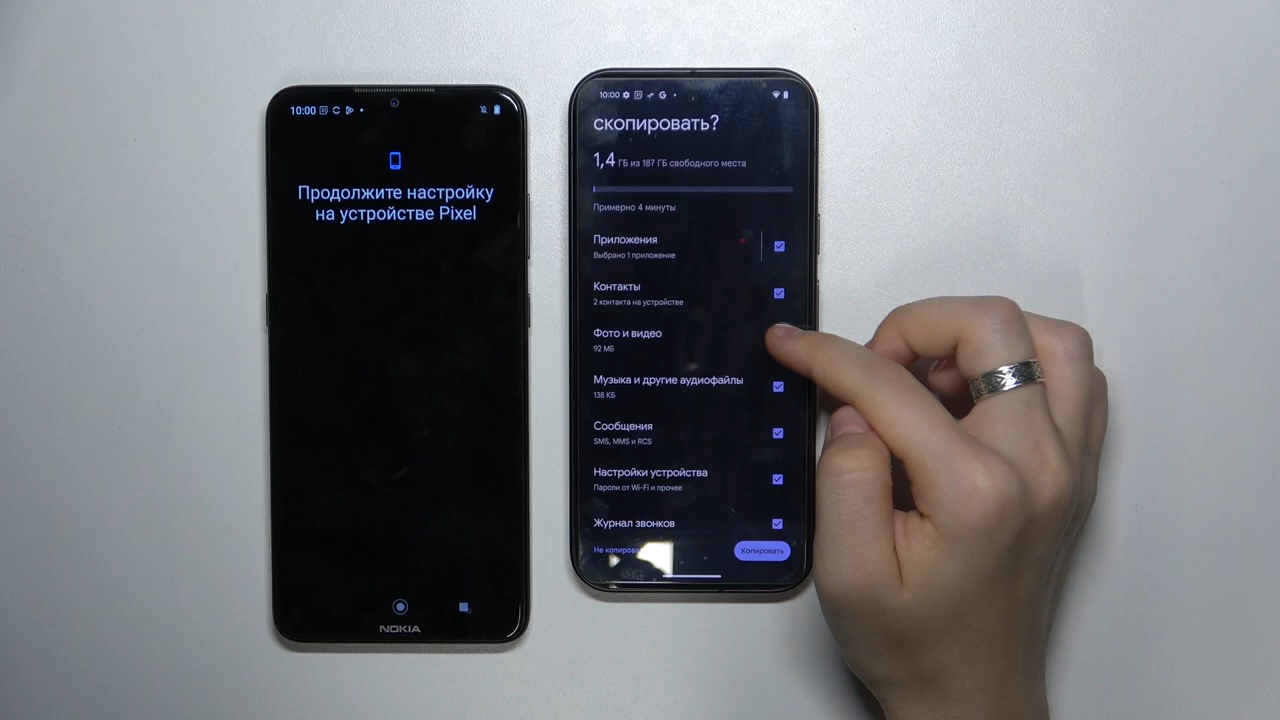 10:00
Продолжите настройку
на устройстве Pixel
NOKIA
10:00
скопировать?
1,4 ГБ из 187 ГБ свободного места
Примерно 4 минуты
Приложения
Выбрано 1 приложение
Контакты
2 контакта на устройстве
Фото и видео
92 МБ
Музыка и другие аудиофайлы
138 КБ
Сообщения
SMS, MMS и RCS
Настройки устройства
Пароли от Wi-Fi и прочее
Журнал звонков
Не
Копировать